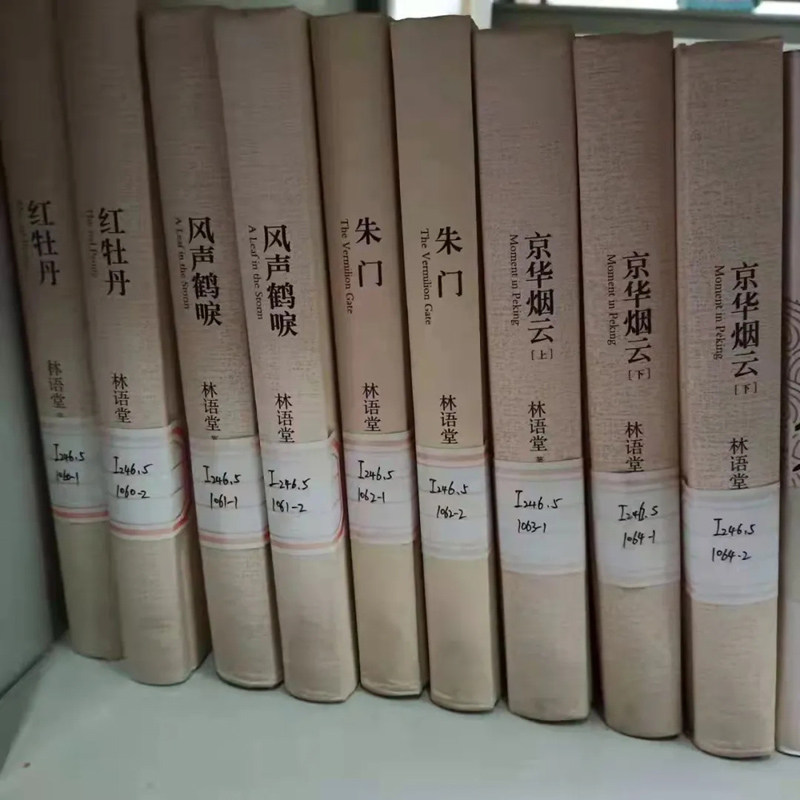 红牡丹
林语堂
I246.5
1060-1
红牡丹
The Red Peony
林语堂
I246.5
1060-2
风声鹤唳
A Leaf in the Storm
林语堂
I246.5
1061-1
风声鹤唳
A Leaf in the Storm
林语堂
I246.5
1061-2
朱门
The Vermilion Gate
林语堂
I246.5
1062-1
朱门
The Vermilion Gate
林语堂
I246.5
1062-2
京华烟云[上]
Moment in Peking
林语堂 著
I246.5
1063-1
京华烟云[下]
Moment in Peking
林语堂
I246.5
1064-1
京华烟云[下]
Moment in Peking
林语堂
I246.5
1064-2